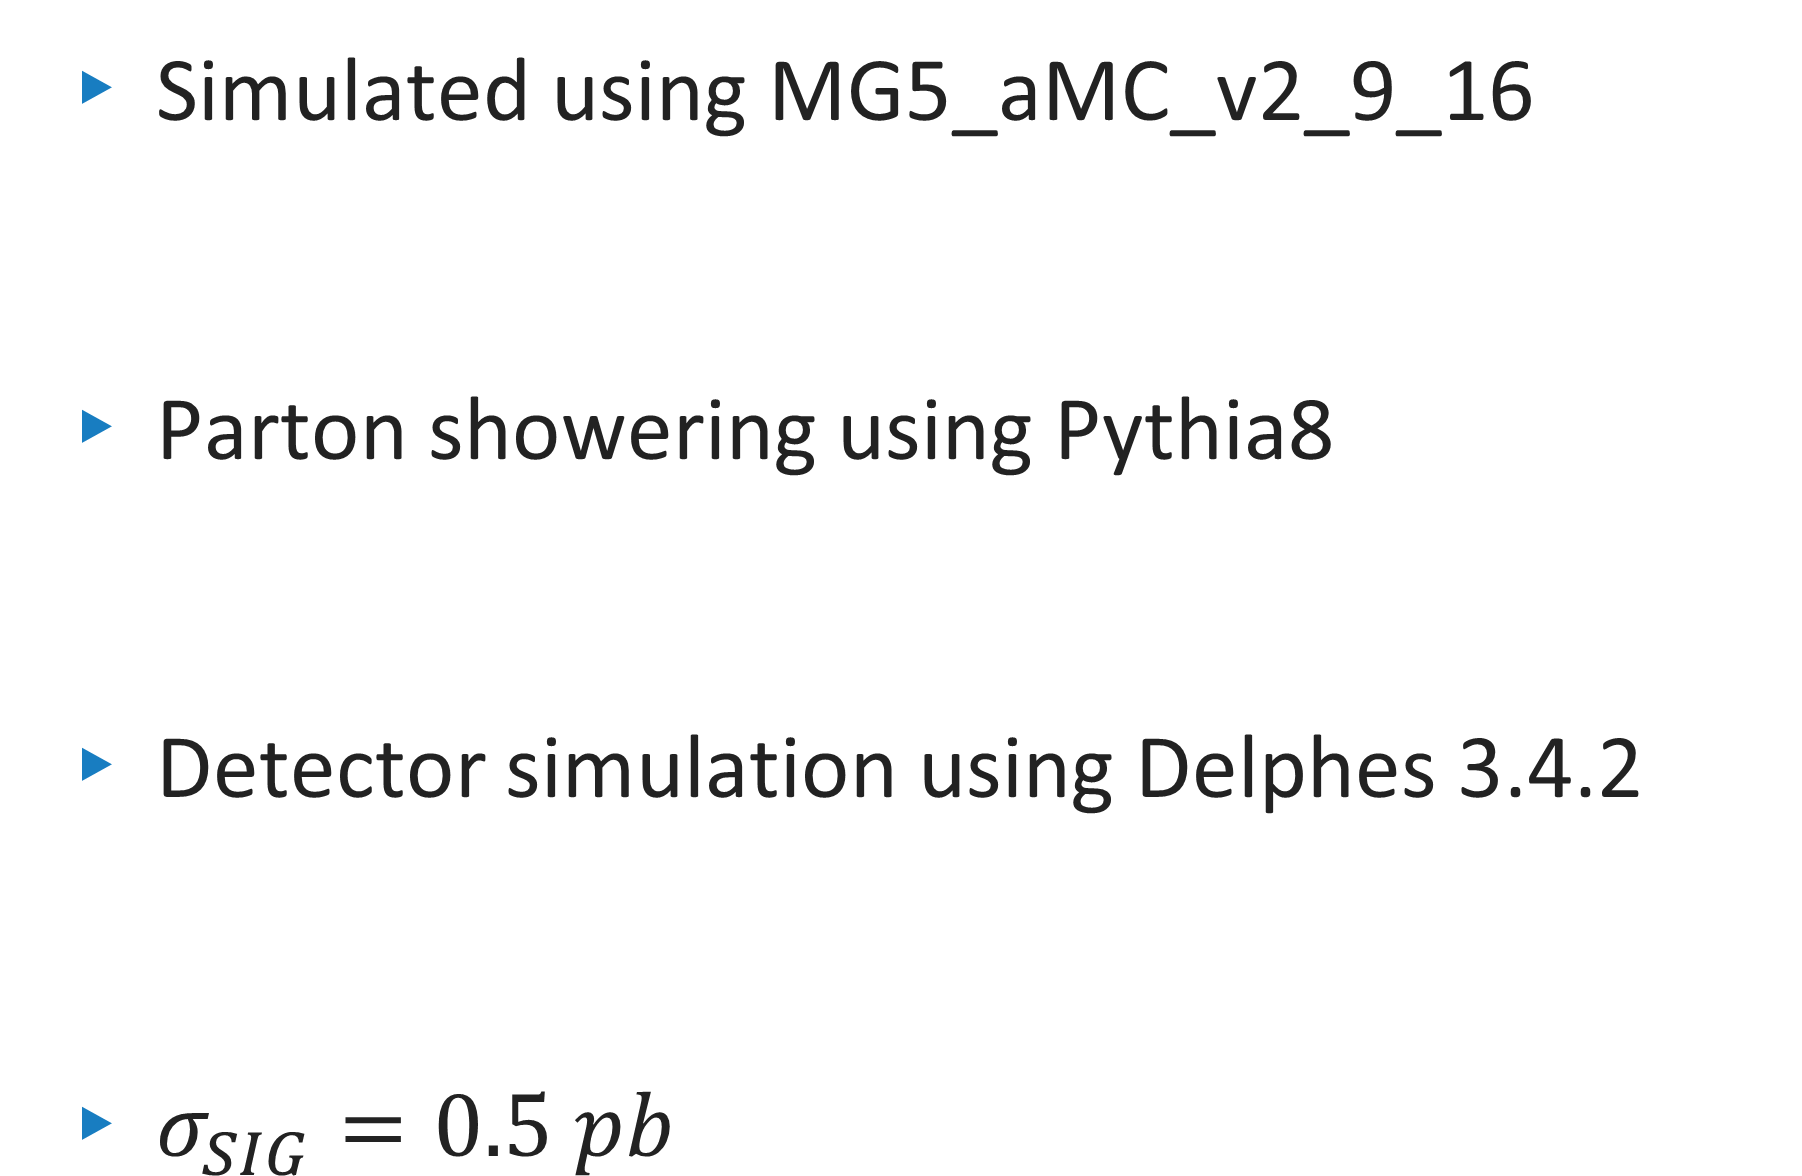 ▶ Simulated using MG5_aMC_v2_9_16
▶ Parton showering using Pythia8
▶ Detector simulation using Delphes 3.4.2
▶ σ_SIG = 0.5 pb